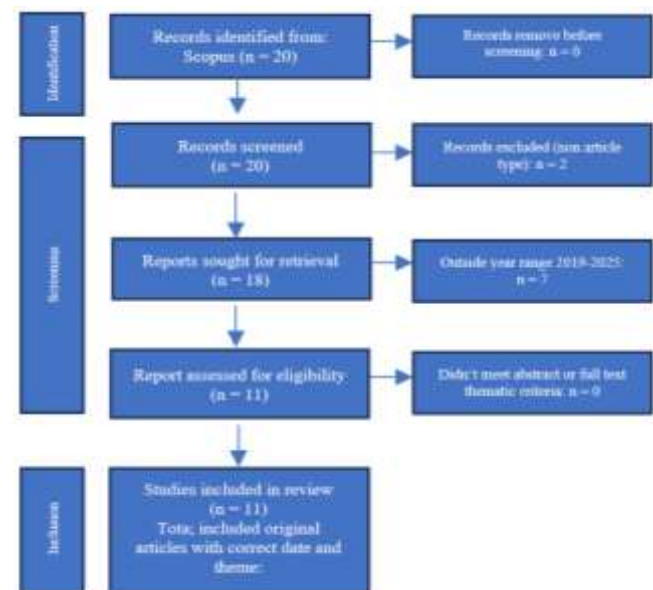 Identification
Records identified from:
Scopus (n = 20)
Records remove before
screening: n = 0
Screening
Records screened
(n = 20)
Records excluded (non article
type): n = 2
Reports sought for retrieval
(n = 18)
Outside year range 2019-2025:
n = 7
Report assessed for eligibility
(n = 11)
Didn't meet abstract or full text
thematic criteria: n = 0
Inclusion
Studies included in review
(n = 11)
Tota; included original
articles with correct date and
theme: